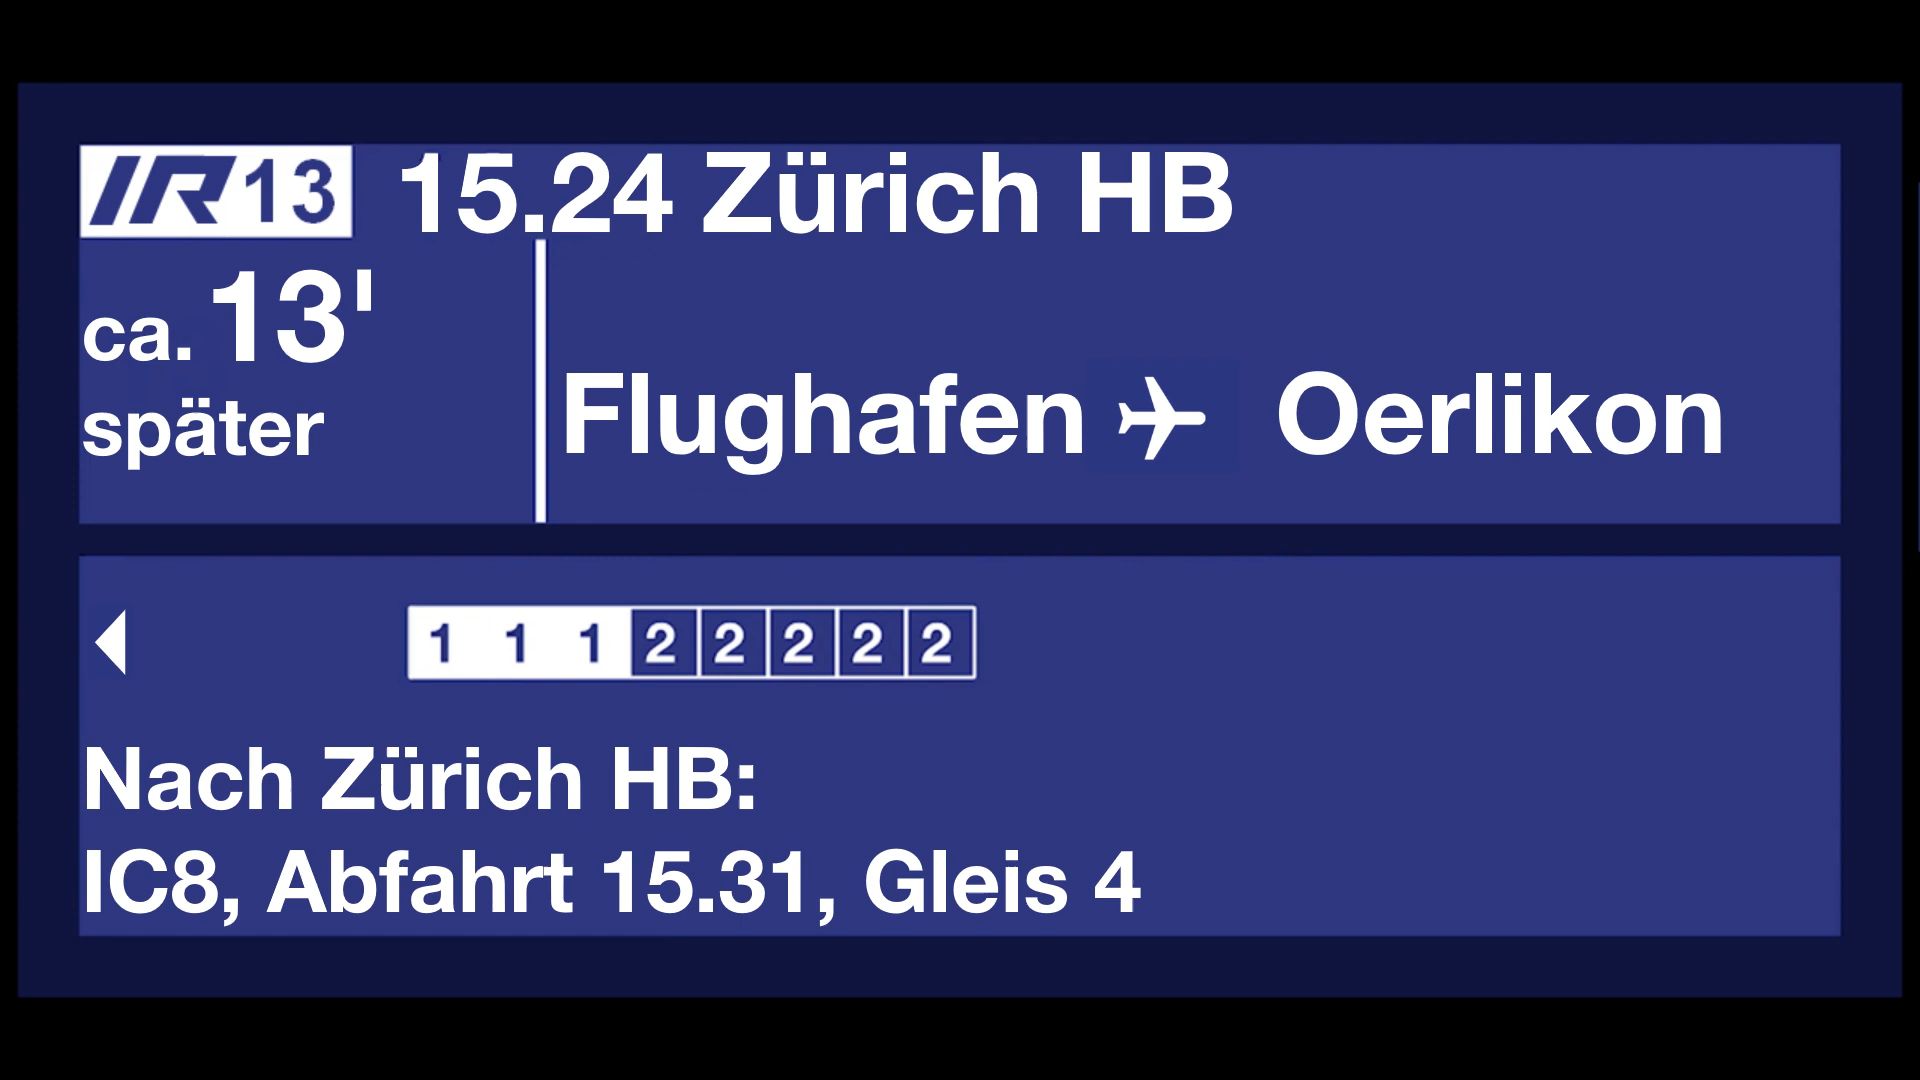 IR13 15.24 Zürich HB
ca. 13'
später
Flughafen Oerlikon
1 1 1 2 2 2 2 2
Nach Zürich HB:
IC8, Abfahrt 15.31, Gleis 4